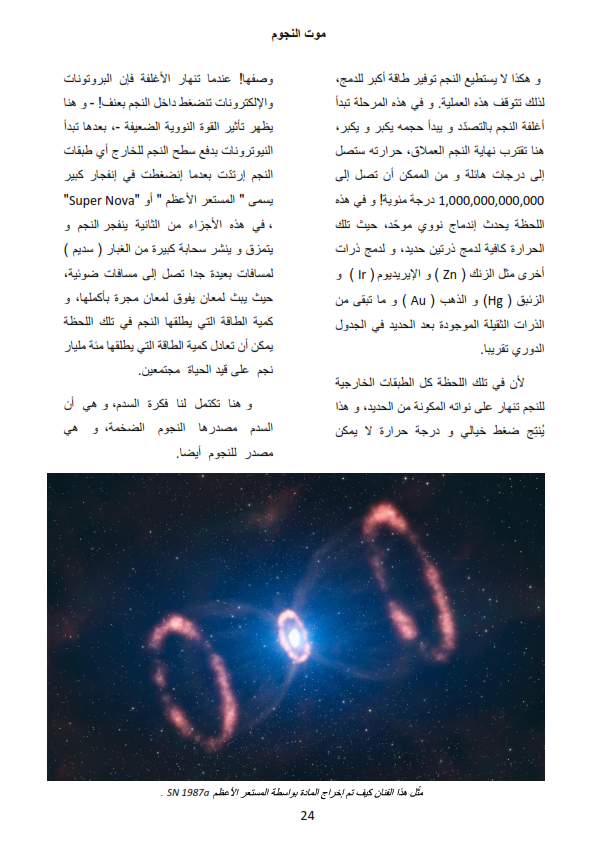 موت النجوم
و هكذا لا يستطيع النجم توفير طاقة أكبر للدمج،
لذلك تتوقف هذه العملية. و في هذه المرحلة تبدأ
أغلفة النجم بالتصدّد و يبدأ حجمه يكبر و يكبر،
هنا تقترب نهاية النجم العملاق، حرارته ستصل
إلى درجات هائلة و من الممكن أن تصل إلى
1,000,000,000,000 درجة مئوية! و في هذه
اللحظة يحدث إندماج نووي موحّد، حيث تلك
الحرارة كافية لدمج ذرتين حديد، و لدمج ذرات
أخرى مثل الزنك ( Zn ) و الإيريديوم ( Ir ) و
الزئبق ( Hg) و الذهب ( Au ) و ما تبقى من
الذرات الثقيلة الموجودة بعد الحديد في الجدول
الدوري تقريبا.
لأن في تلك اللحظة كل الطبقات الخارجية
للنجم تنهار على نواته المكونة من الحديد، و هذا
يُنتِج ضغط خيالي و درجة حرارة لا يمكن
وصفها! عندما تنهار الأغلفة فإن البروتونات
والإلكترونات تنضغط داخل النجم بعنف! - و هنا
يظهر تأثير القوة النووية الضعيفة -، بعدها تبدأ
النيوترونات بدفع سطح النجم للخارج أي طبقات
النجم إرتدّت بعدما إنضغطت في إنفجار كبير
يسمى " المستعر الأعظم " أو "Super Nova"
، في هذه الأجزاء من الثانية ينفجر النجم و
يتمزق و ينشر سحابة كبيرة من الغبار ( سديم )
لمسافات بعيدة جدا تصل إلى مسافات ضوئية،
حيث يبث لمعان يفوق لمعان مجرة بأكملها، و
كمية الطاقة التي يطلقها النجم في تلك اللحظة
يمكن أن تعادل كمية الطاقة التي يطلقها مئة مليار
نجم على قيد الحياة مجتمعين.
و هنا تكتمل لنا فكرة السدم، و هي أن
السدم مصدرها النجوم الضخمة، و هي
مصدر للنجوم أيضا.
مثّل هذا الفنان كيف تم إخراج المادة بواسطة المستعر الأعظم SN 1987a .
24